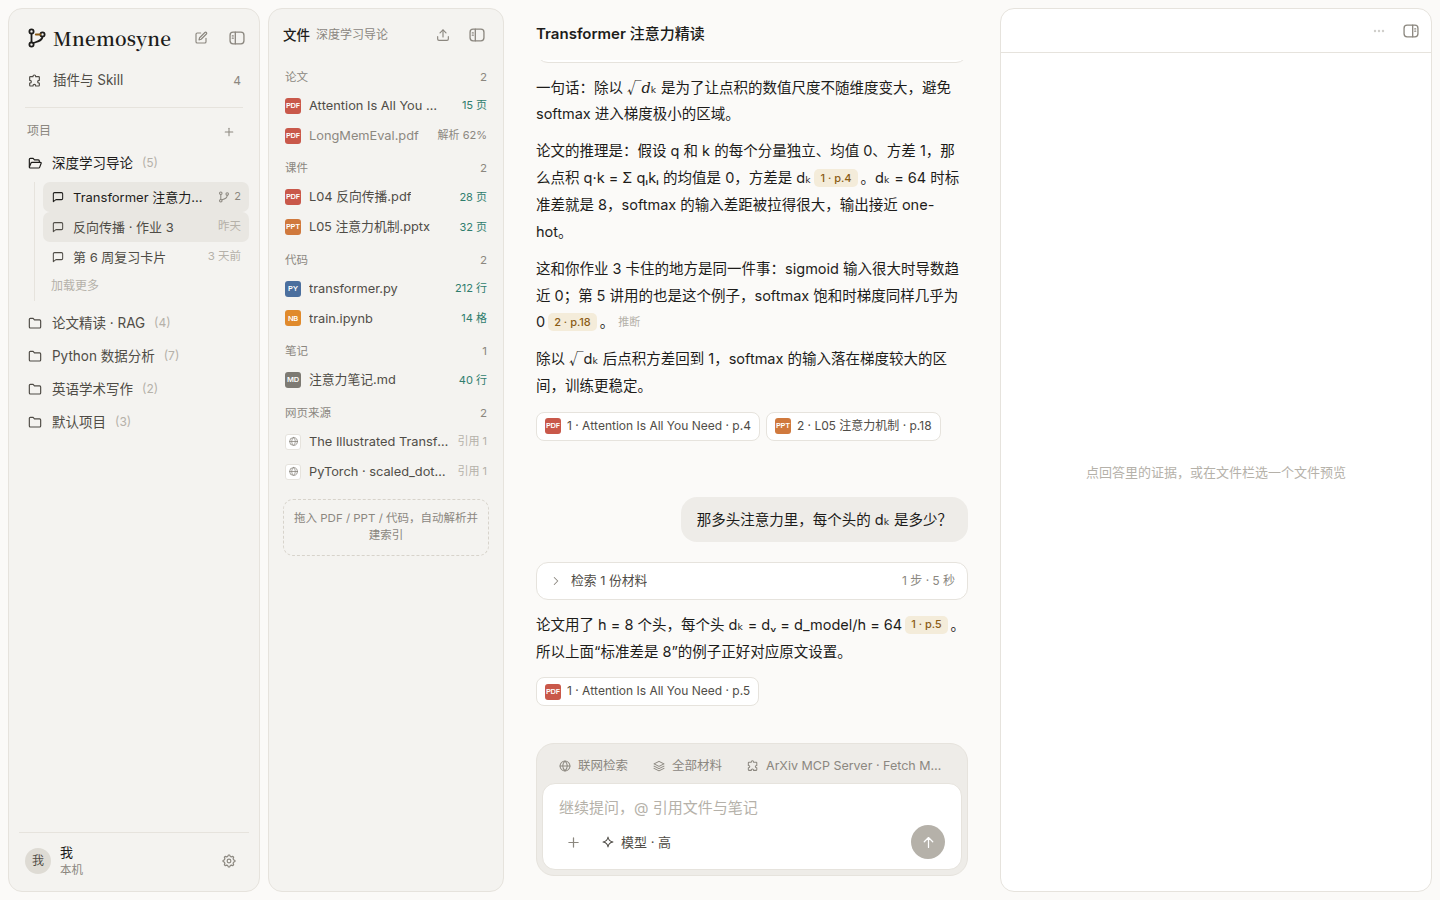 Mnemosyne
插件与 Skill 4
项目
深度学习导论 (5)
Transformer 注意力... 2
反向传播 · 作业 3 昨天
第 6 周复习卡片 3 天前
加载更多
论文精读 · RAG (4)
Python 数据分析 (7)
英语学术写作 (2)
默认项目 (3)
我 我
本机
文件 深度学习导论
论文 2
PDF Attention Is All You ... 15 页
PDF LongMemEval.pdf 解析 62%
课件 2
PDF L04 反向传播.pdf 28 页
PPT L05 注意力机制.pptx 32 页
代码 2
PY transformer.py 212 行
NB train.ipynb 14 格
笔记 1
MD 注意力笔记.md 40 行
网页来源 2
The Illustrated Transf... 引用 1
PyTorch · scaled_dot... 引用 1
拖入 PDF / PPT / 代码，自动解析并
建索引
Transformer 注意力精读
一句话：除以 √dₖ 是为了让点积的数值尺度不随维度变大，避免
softmax 进入梯度极小的区域。
论文的推理是：假设 q 和 k 的每个分量独立、均值 0、方差 1，那
么点积 q·k = Σ qᵢkᵢ 的均值是 0，方差是 dₖ 1 · p.4 。dₖ = 64 时标
准差就是 8，softmax 的输入差距被拉得很大，输出接近 one-
hot。
这和你作业 3 卡住的地方是同一件事：sigmoid 输入很大时导数趋
近 0；第 5 讲用的也是这个例子，softmax 饱和时梯度同样几乎为
0 2 · p.18 。 推断
除以 √dₖ 后点积方差回到 1，softmax 的输入落在梯度较大的区
间，训练更稳定。
PDF 1 · Attention Is All You Need · p.4 PPT 2 · L05 注意力机制 · p.18
那多头注意力里，每个头的 dₖ 是多少？
检索 1 份材料 1 步 · 5 秒
论文用了 h = 8 个头，每个头 dₖ = dᵥ = d_model/h = 64 1 · p.5 。
所以上面“标准差是 8”的例子正好对应原文设置。
PDF 1 · Attention Is All You Need · p.5
联网检索 全部材料 ArXiv MCP Server · Fetch M...
继续提问，@ 引用文件与笔记
模型 · 高
点回答里的证据，或在文件栏选一个文件预览